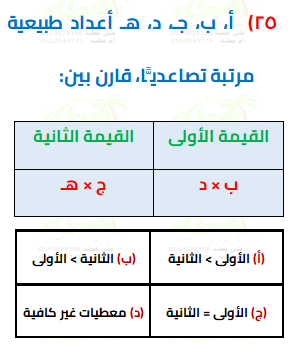 ٢٥) أ، ب، جـ، د، هـ أعداد طبيعية
مرتبة تصاعديًّا، قارن بين:
القيمة الأولى القيمة الثانية
ب × د ج × هـ
(أ) الأولى > الثانية (ب) الثانية > الأولى
(ج) الأولى = الثانية (د) معطيات غير كافية